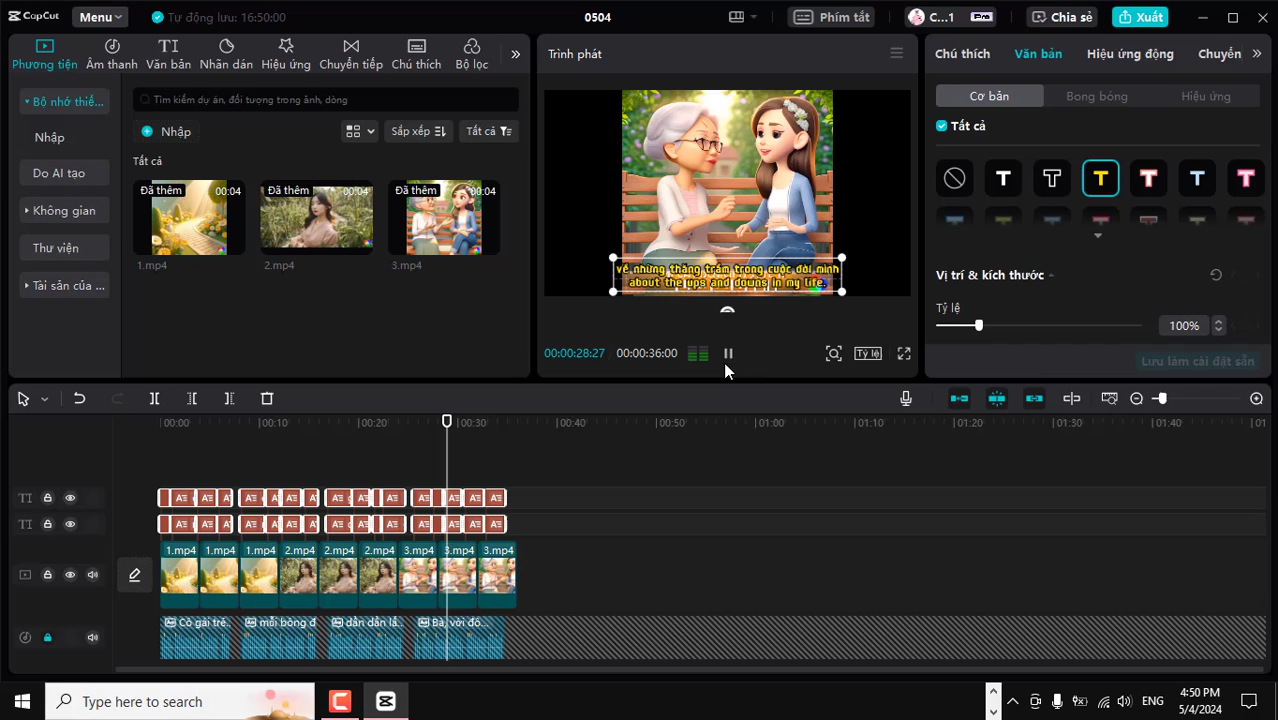 CapCut
Menu
Tự động lưu: 16:50:00
0504
Phím tắt
C...1
Pro
Chia sẻ
Xuất
Phương tiện
Âm thanh
Văn bản
Nhãn dán
Hiệu ứng
Chuyển tiếp
Chú thích
Bộ lọc
Trình phát
Chú thích
Văn bản
Hiệu ứng động
Chuyển
Bộ nhớ thiế...
Nhập
Do AI tạo
Không gian
Thư viện
Tài sản của ...
Tìm kiếm dự án, đối tượng trong ảnh, dòng
Nhập
Sắp xếp
Tất cả
Tất cả
Đã thêm 00:04
Đã thêm 00:04
Đã thêm 00:04
1.mp4
2.mp4
3.mp4
về những thăng trầm trong cuộc đời mình
about the ups and downs in my life.
00:00:28:27
00:00:36:00
Tỷ lệ
Cơ bản
Bong bóng
Hiệu ứng
Tất cả
T T T T T T
Vị trí & kích thước
Tỷ lệ
100%
Lưu làm cài đặt sẵn
00:00
00:10
00:20
00:30
00:50
01:00
01:10
01:20
01:30
01:40
1.mp4
1.mp4
1.mp4
2.mp4
2.mp4
2.mp4
3.mp4
3.mp4
3.mp4
Cô gái trẻ...
mỗi bông đ
dần dần lấ...
Bà, với đô...
Type here to search
ENG
4:50 PM
5/4/2024